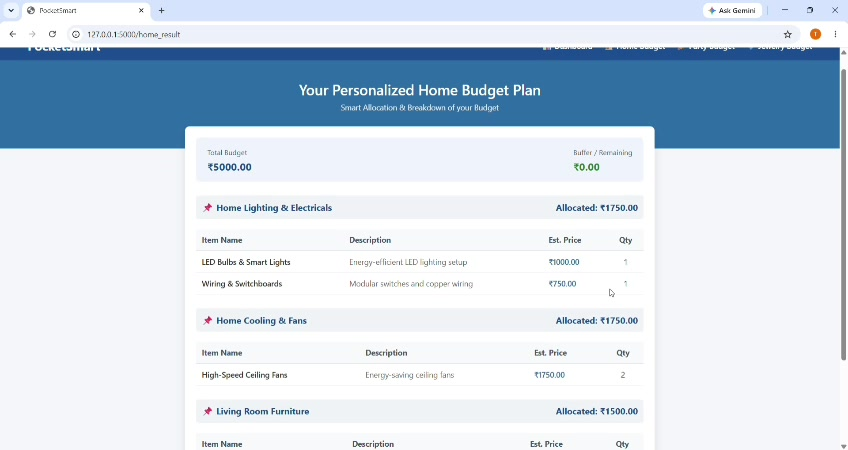 PocketSmart
Ask Gemini
127.0.0.1:5000/home_result
T
PocketSmart Dashboard Home Budget Party Budget Jewelry Budget
Your Personalized Home Budget Plan
Smart Allocation & Breakdown of your Budget
Total Budget Buffer / Remaining
₹5000.00 ₹0.00
Home Lighting & Electricals Allocated: ₹1750.00
Item Name Description Est. Price Qty
LED Bulbs & Smart Lights Energy-efficient LED lighting setup ₹1000.00 1
Wiring & Switchboards Modular switches and copper wiring ₹750.00 1
Home Cooling & Fans Allocated: ₹1750.00
Item Name Description Est. Price Qty
High-Speed Ceiling Fans Energy-saving ceiling fans ₹1750.00 2
Living Room Furniture Allocated: ₹1500.00
Item Name Description Est. Price Qty